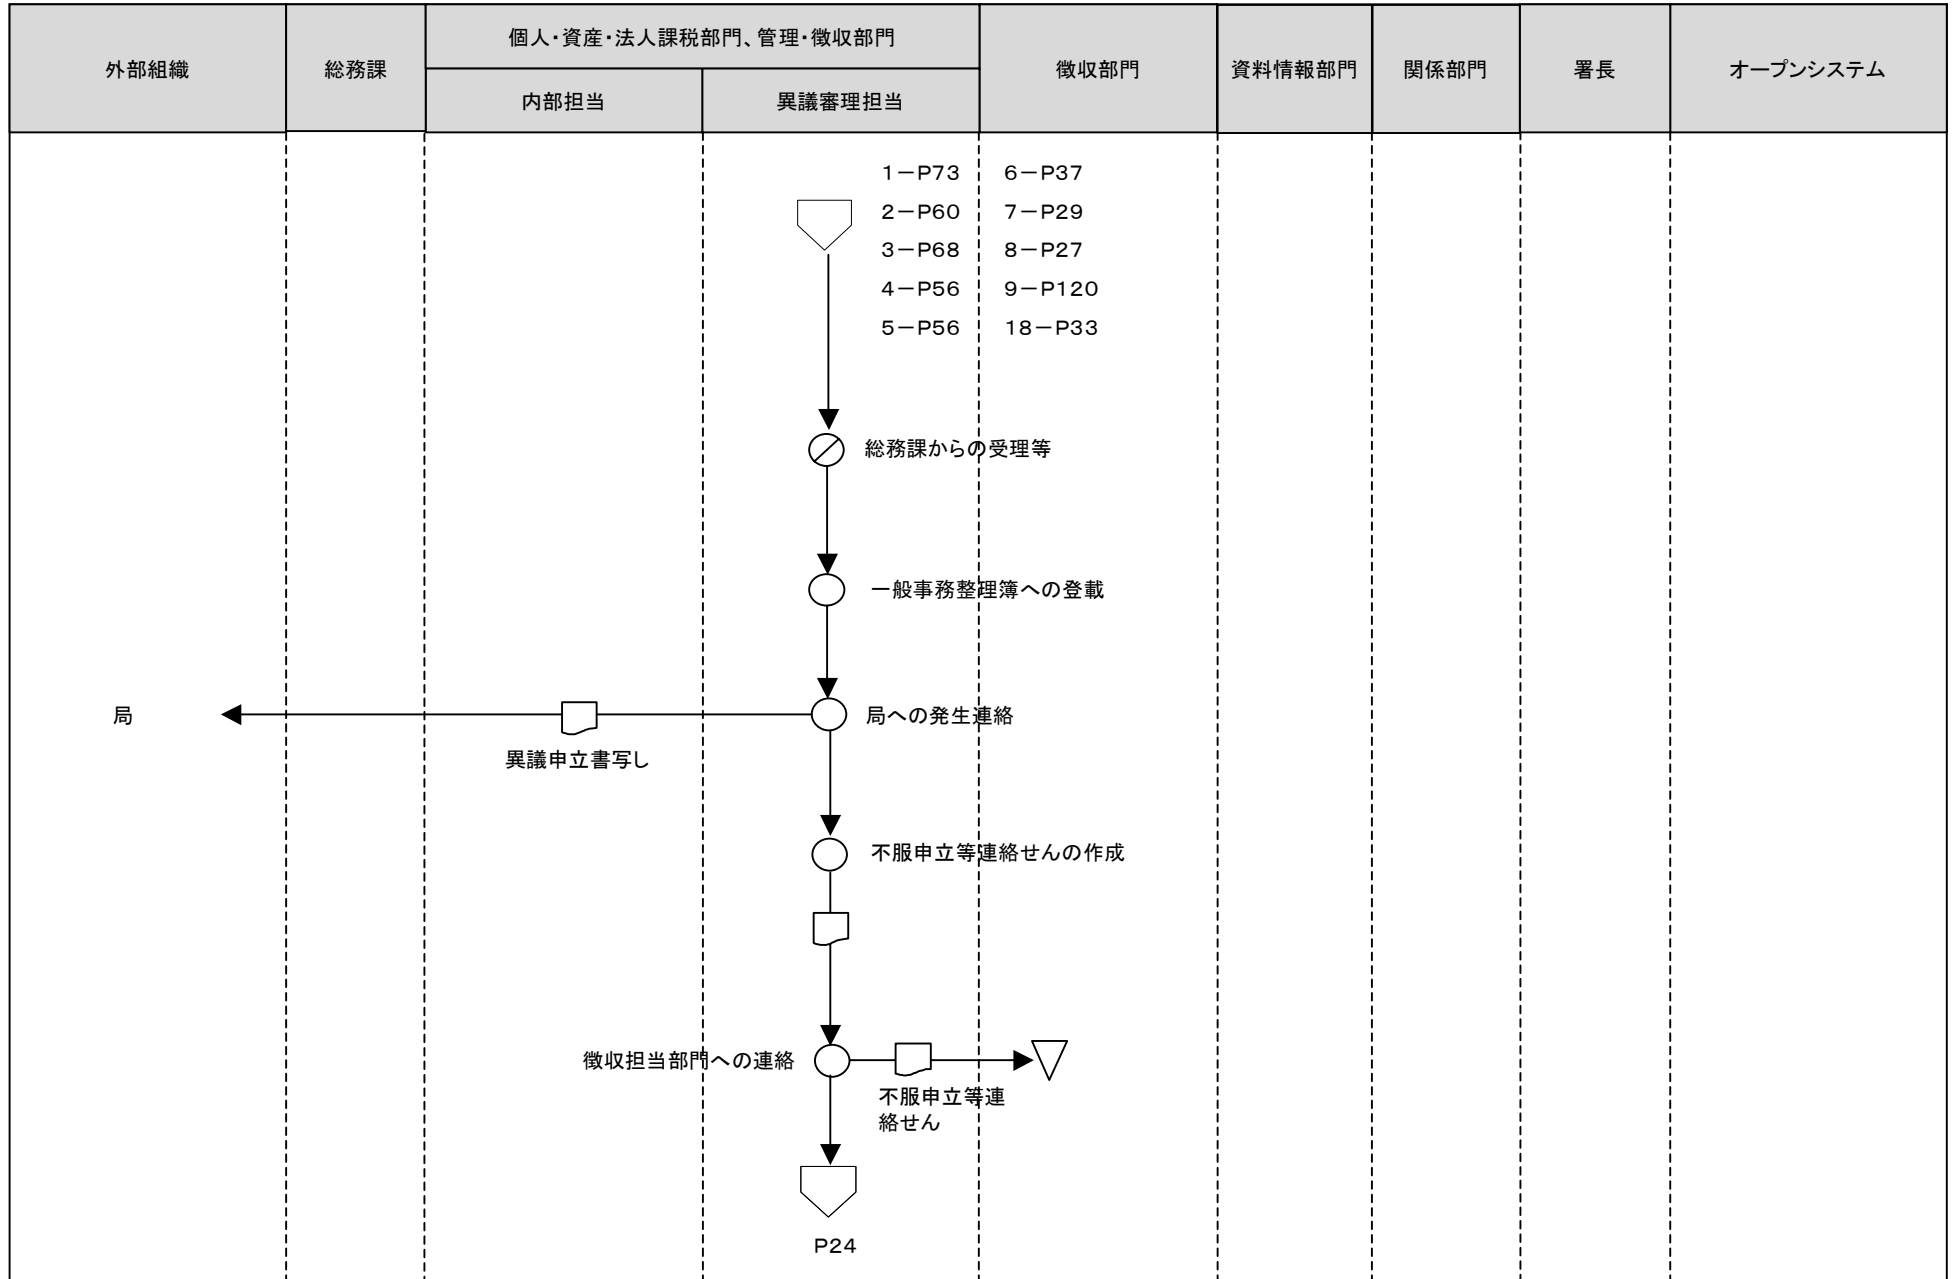 外部組織
総務課
個人・資産・法人課税部門、管理・徴収部門
内部担当
異議審理担当
徴収部門
資料情報部門
関係部門
署長
オープンシステム
1－P73
6－P37
2－P60
7－P29
3－P68
8－P27
4－P56
9－P120
5－P56
18－P33
総務課からの受理等
一般事務整理簿への登載
局
局への発生連絡
異議申立書写し
不服申立等連絡せんの作成
徴収担当部門への連絡
不服申立等連
絡せん
P24